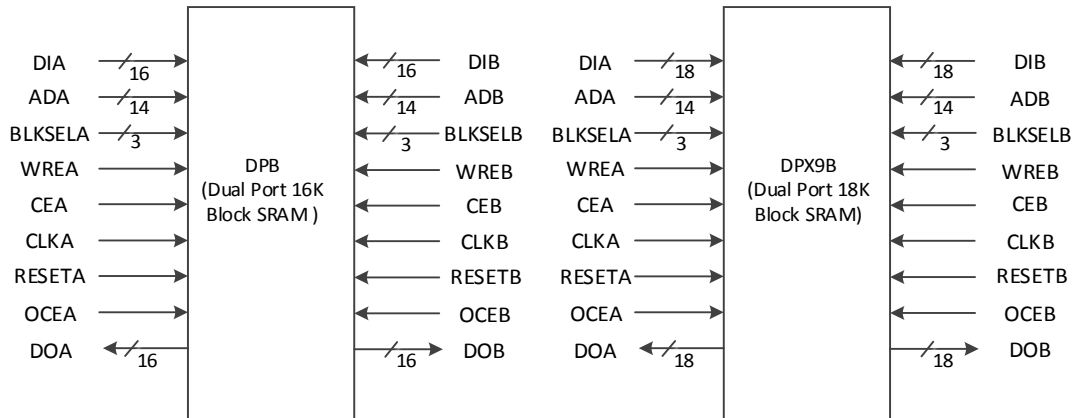 DIA
16
ADA
14
BLKSELA
3
WREA
CEA
CLKA
RESETA
OCEA
DOA
16
DPB
(Dual Port 16K
Block SRAM )
DIB
16
ADB
14
BLKSELB
3
WREB
CEB
CLKB
RESETB
OCEB
DOB
16
DIA
18
ADA
14
BLKSELA
3
WREA
CEA
CLKA
RESETA
OCEA
DOA
18
DPX9B
(Dual Port 18K
Block SRAM)
DIB
18
ADB
14
BLKSELB
3
WREB
CEB
CLKB
RESETB
OCEB
DOB
18